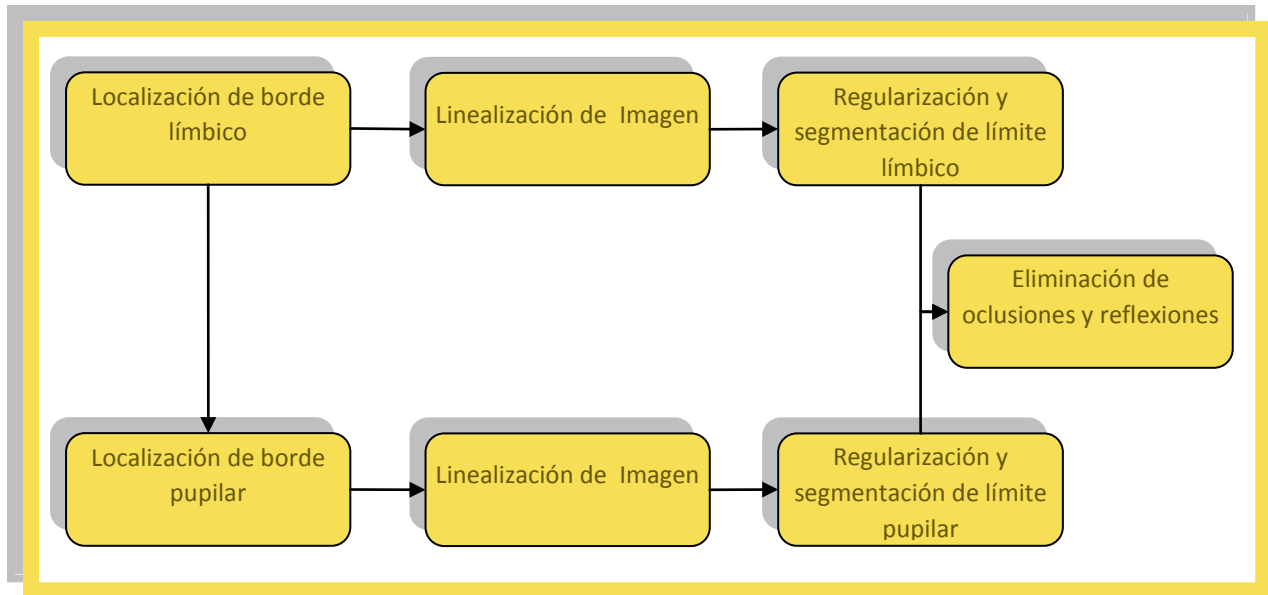 Localización de borde
límbico
Linealización de Imagen
Regularización y
segmentación de límite
límbico
Eliminación de
oclusiones y reflexiones
Localización de borde
pupilar
Linealización de Imagen
Regularización y
segmentación de límite
pupilar